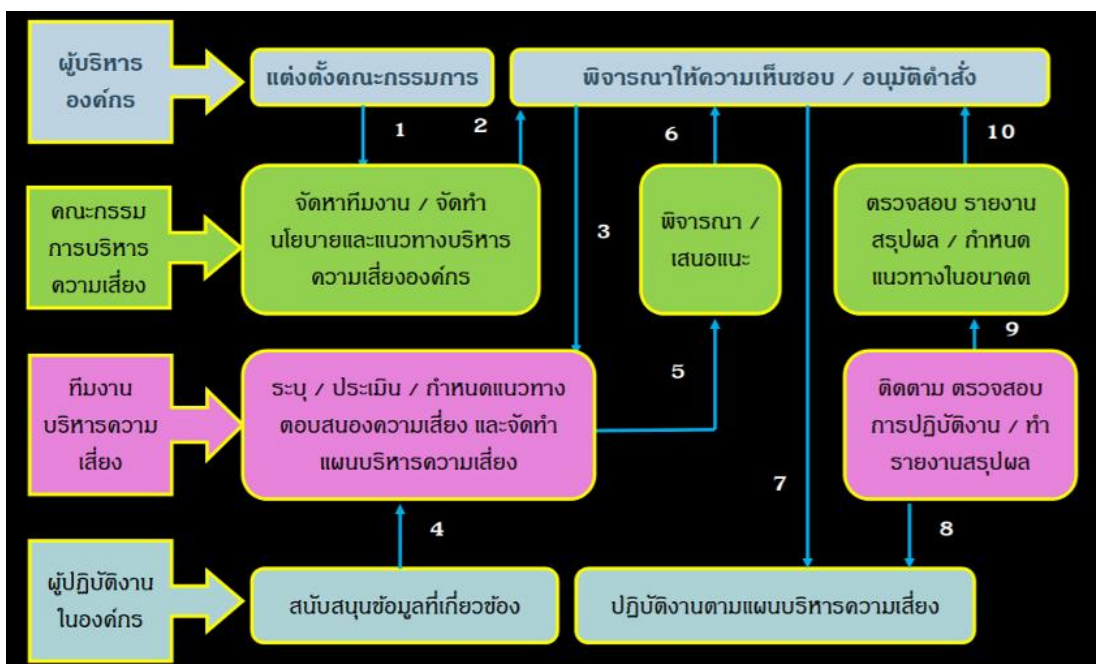 ผู้บริหาร
องค์กร
แต่งตั้งคณะกรรมการ
พิจารณาให้ความเห็นชอบ / อนุมัติคำสั่ง
1
2
6
10
คณะกรรม
การบริหาร
ความเสี่ยง
จัดหาทีมงาน / จัดทำ
นโยบายและแนวทางบริหาร
ความเสี่ยงองค์กร
3
พิจารณา /
เสนอแนะ
ตรวจสอบ รายงาน
สรุปผล / กำหนด
แนวทางในอนาคต
9
ทีมงาน
บริหารความ
เสี่ยง
ระบุ / ประเมิน / กำหนดแนวทาง
ตอบสนองความเสี่ยง และจัดทำ
แผนบริหารความเสี่ยง
5
ติดตาม ตรวจสอบ
การปฏิบัติงาน / ทำ
รายงานสรุปผล
4
7
8
ผู้ปฏิบัติงาน
ในองค์กร
สนับสนุนข้อมูลที่เกี่ยวข้อง
ปฏิบัติงานตามแผนบริหารความเสี่ยง